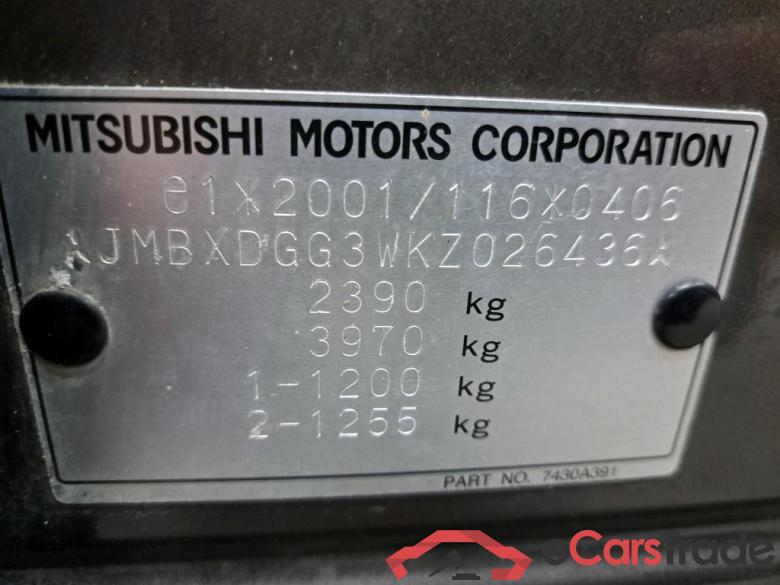 MITSUBISHI MOTORS CORPORATION
e1*2001/116*0406
*JMBXDGG3WKZ026436*
2390 kg
3970 kg
1-1200 kg
2-1255 kg
PART NO. 7430A391
eCarstrade